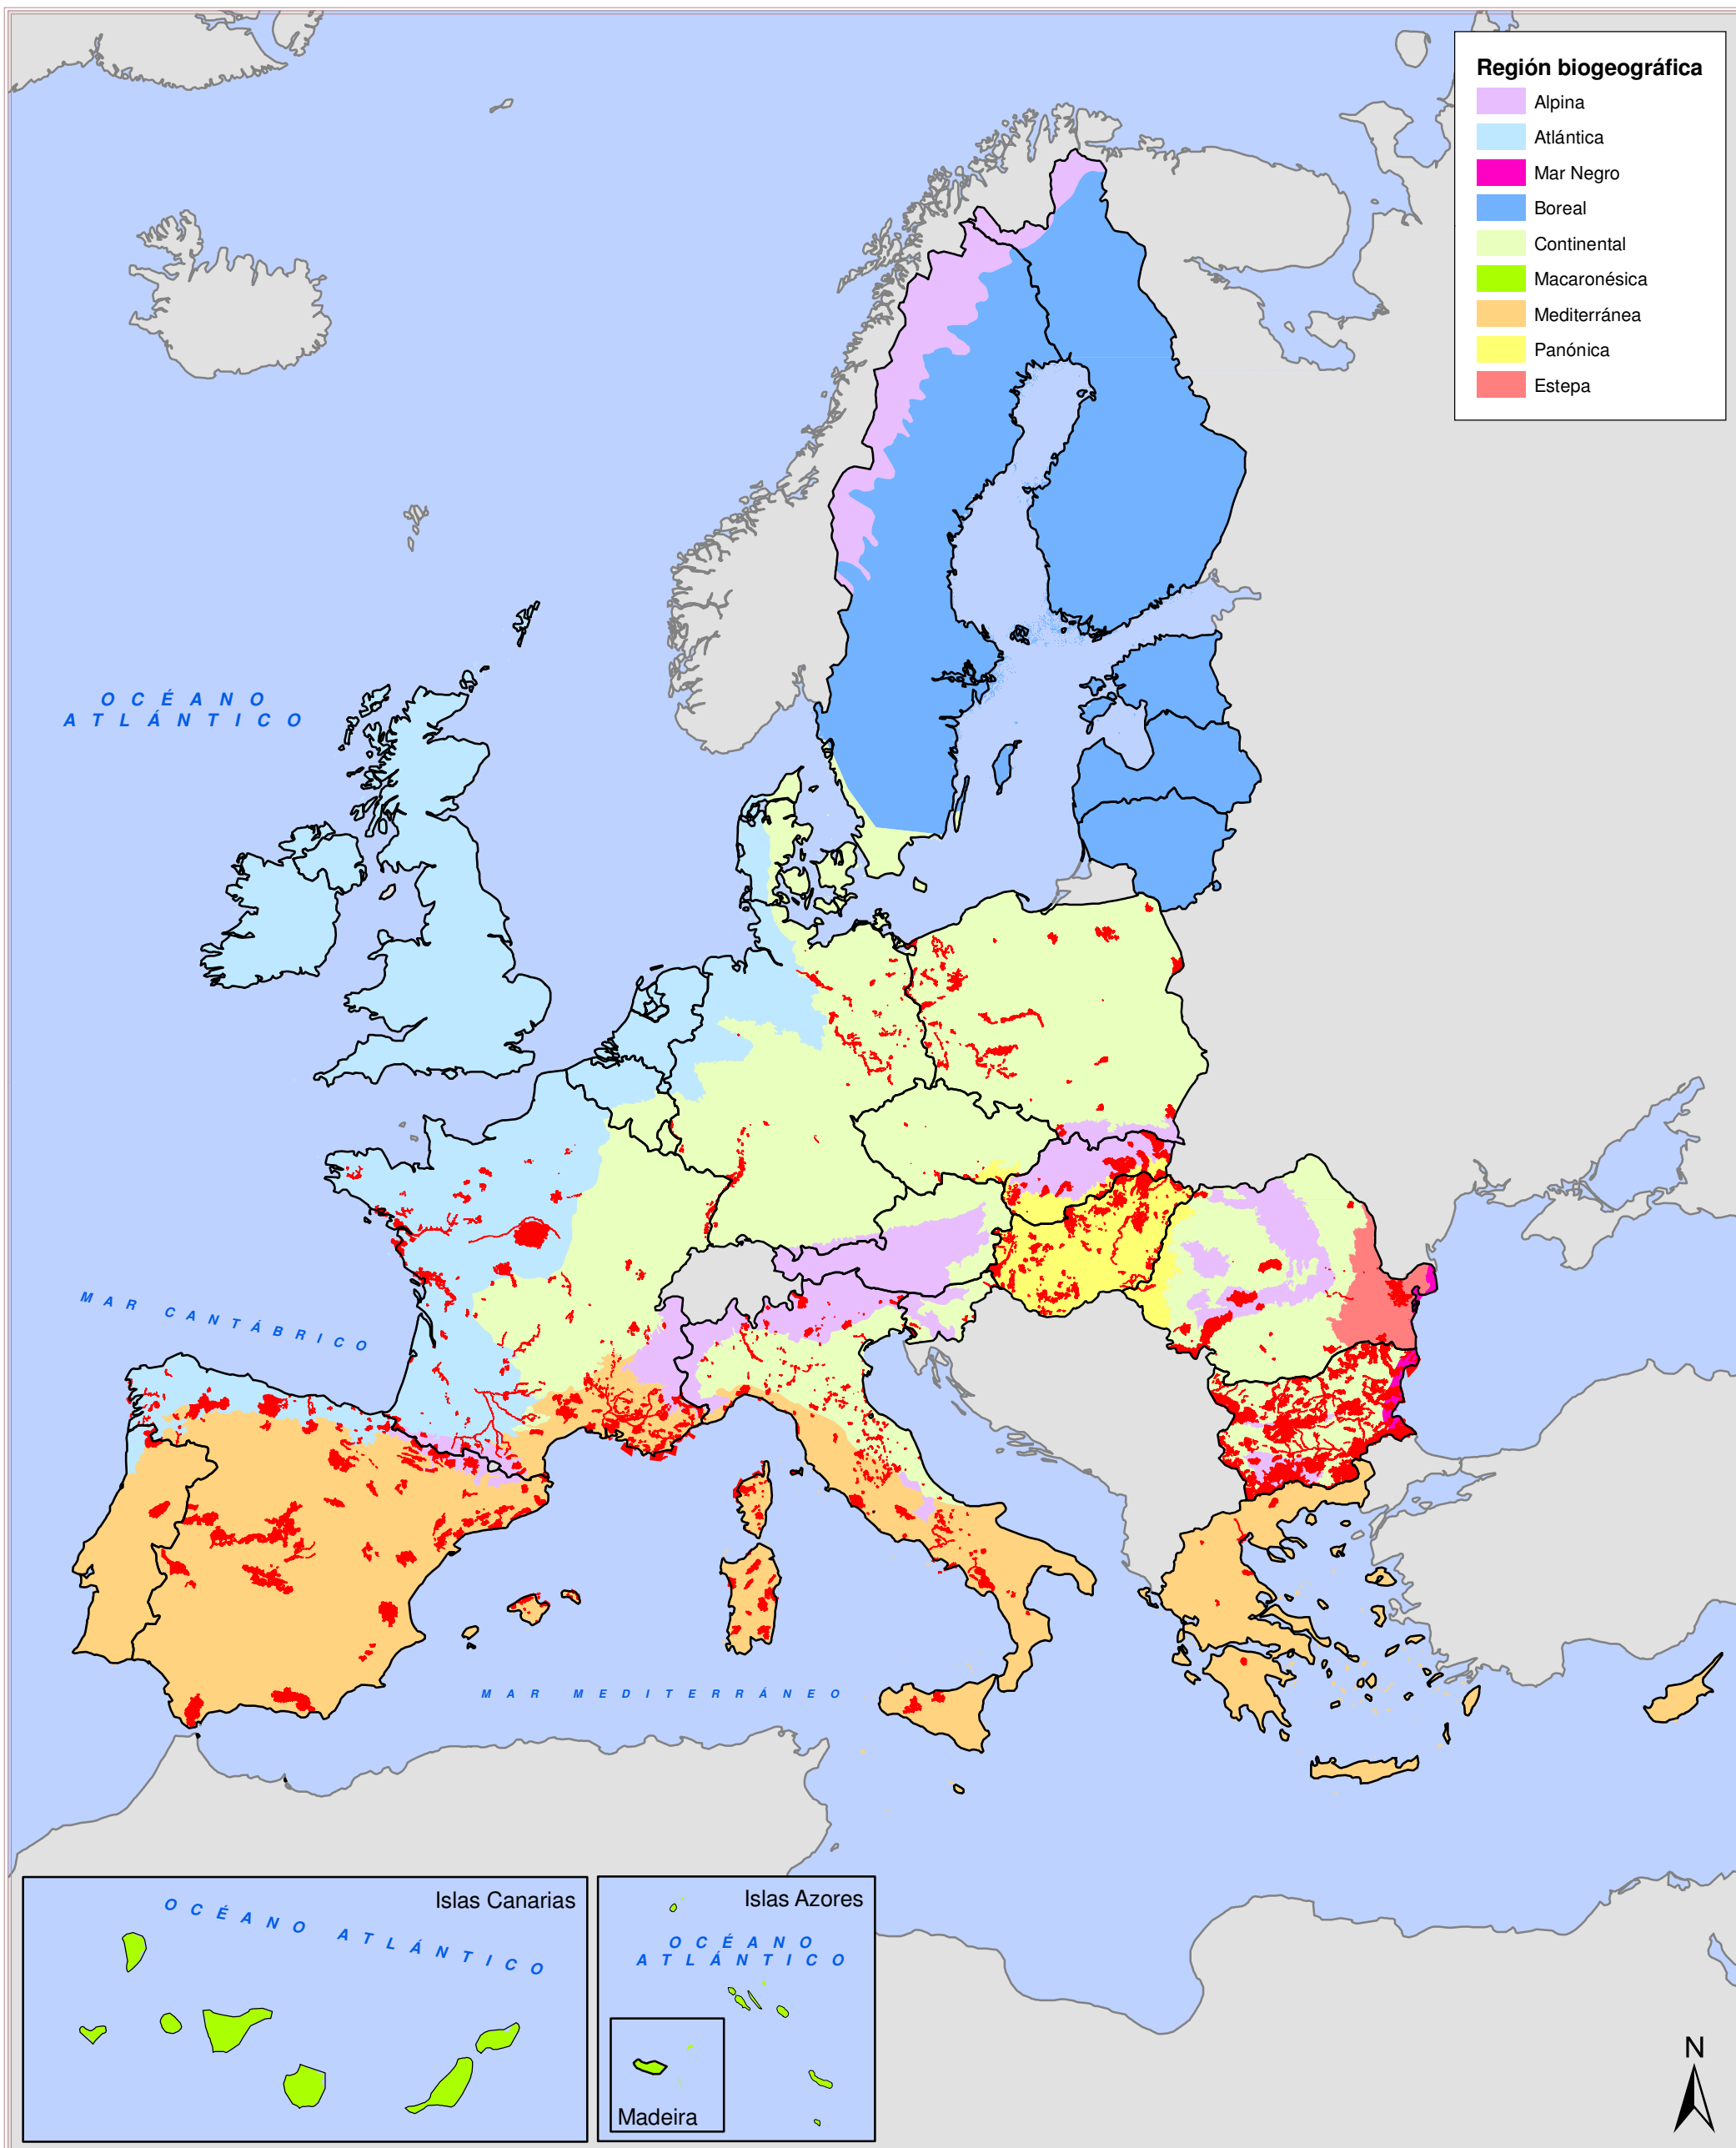 Región biogeográfica
Alpina
Atlántica
Mar Negro
Boreal
Continental
Macaronésica
Mediterránea
Panónica
Estepa
OCÉANO
ATLÁNTICO
MAR CANTÁBRICO
MAR MEDITERRÁNEO
Islas Canarias
OCÉANO ATLÁNTICO
Islas Azores
OCÉANO
ATLÁNTICO
Madeira
N